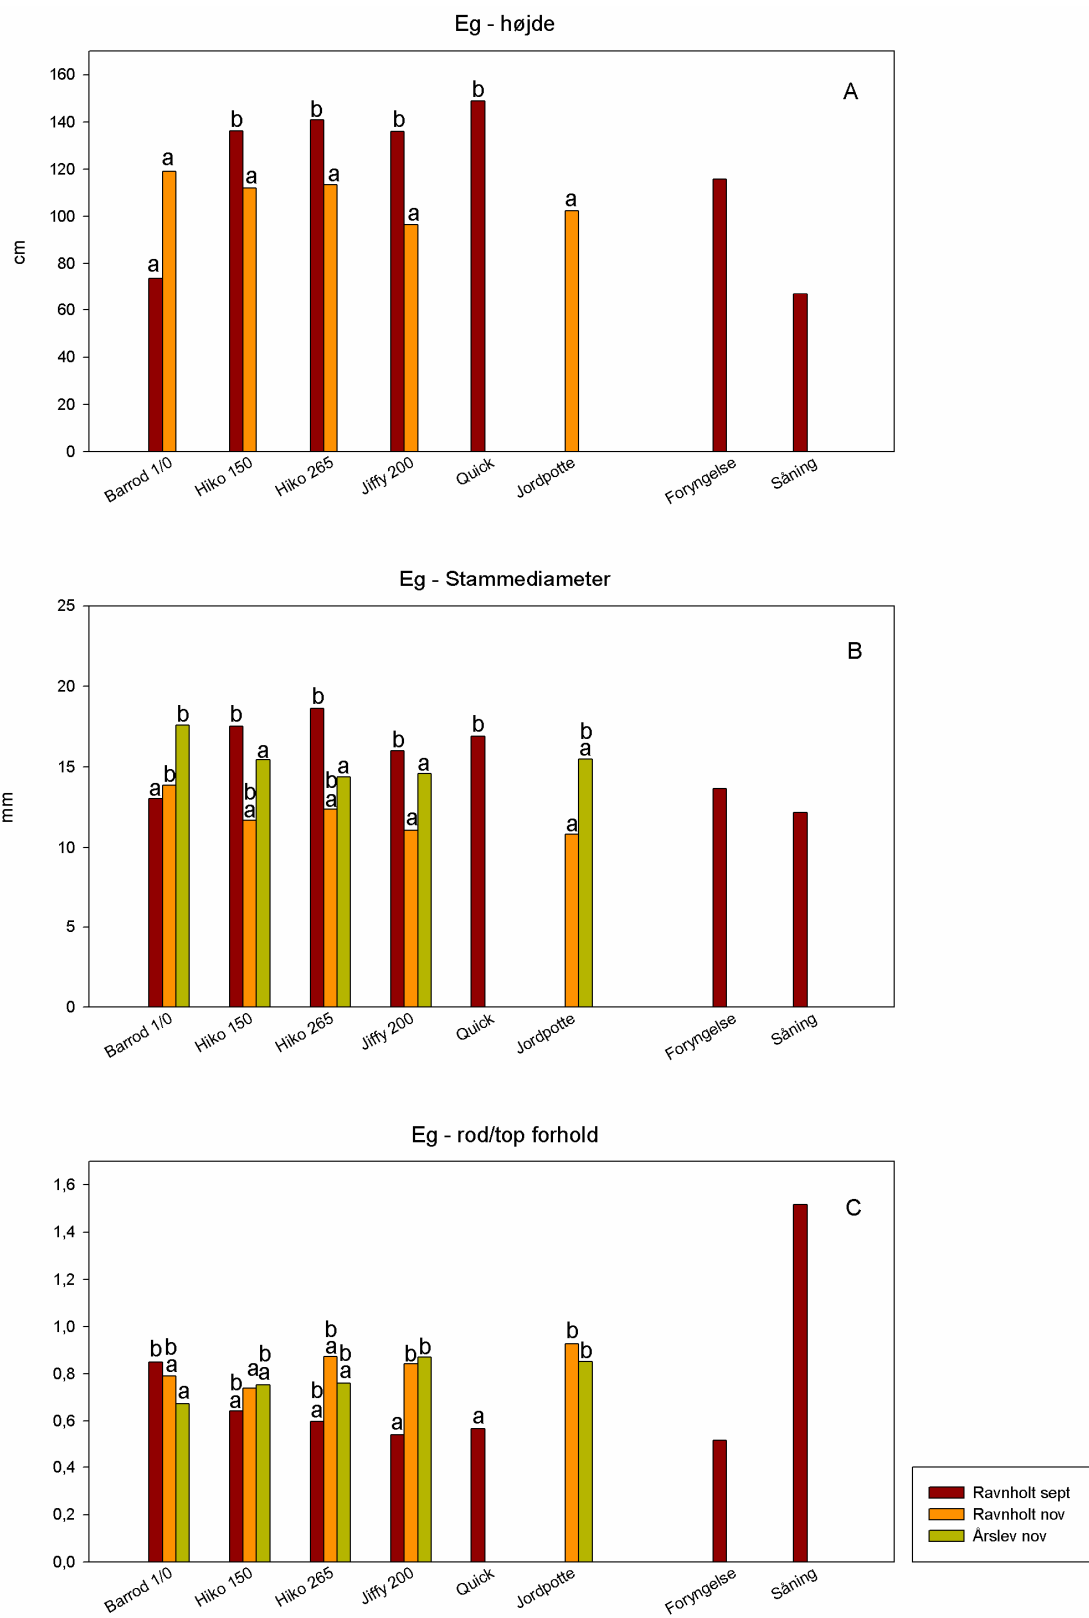 Eg - højde
A
cm
160
140
120
100
80
60
40
20
0
a
a
b
a
b
a
b
a
b
a
Barrod 1/0
Hiko 150
Hiko 265
Jiffy 200
Quick
Jordpotte
Foryngelse
Såning
Eg - Stammediameter
B
mm
25
20
15
10
5
0
a
b
b
b
b
a
a
b
b
a
a
b
a
a
b
a
b
a
Barrod 1/0
Hiko 150
Hiko 265
Jiffy 200
Quick
Jordpotte
Foryngelse
Såning
Eg - rod/top forhold
C
1,6
1,4
1,2
1,0
0,8
0,6
0,4
0,2
0,0
b
b
a
a
b
a
a
b
a
b
a
b
a
b
a
a
b
b
a
b
b
Barrod 1/0
Hiko 150
Hiko 265
Jiffy 200
Quick
Jordpotte
Foryngelse
Såning
Ravnholt sept
Ravnholt nov
Årslev nov